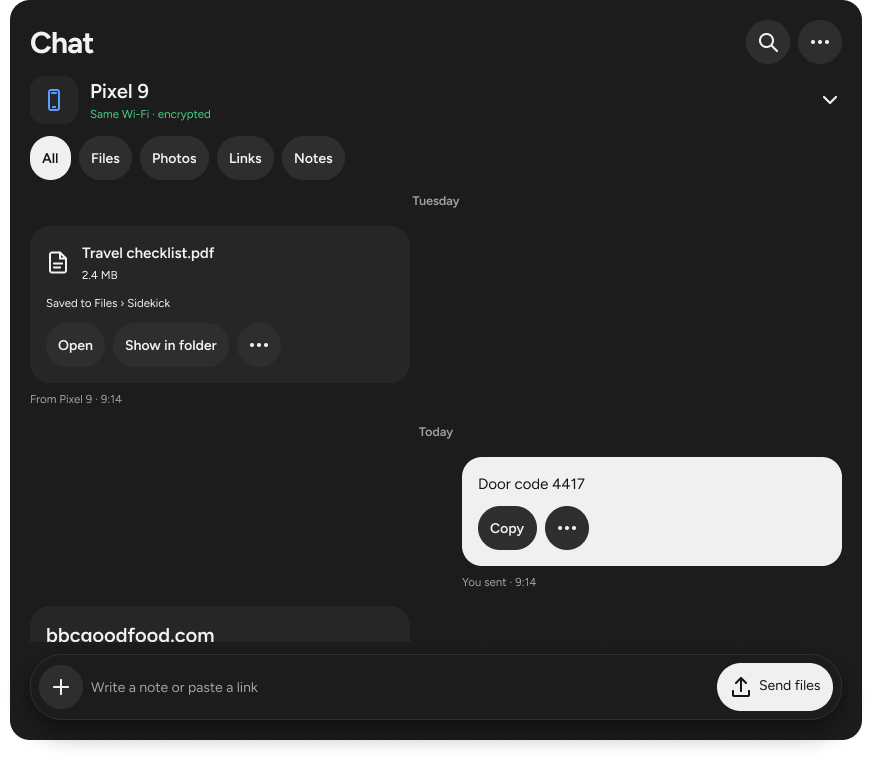 Chat
Pixel 9
Same Wi-Fi · encrypted
All
Files
Photos
Links
Notes
Tuesday
Travel checklist.pdf
2.4 MB
Saved to Files › Sidekick
Open
Show in folder
From Pixel 9 · 9:14
Today
Door code 4417
Copy
You sent · 9:14
bbcgoodfood.com
Write a note or paste a link
Send files